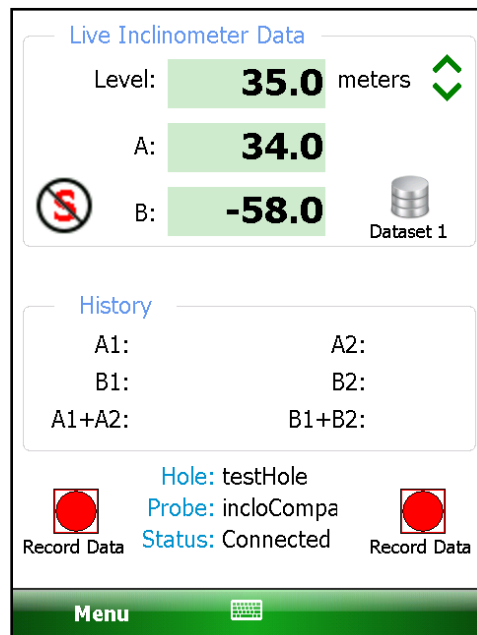 Live Inclinometer Data
Level: 35.0 meters
A: 34.0
S
B: -58.0
Dataset 1
History
A1: A2:
B1: B2:
A1+A2: B1+B2:
Hole: testHole
Probe: incloCompa
Status: Connected
Record Data Record Data
Menu